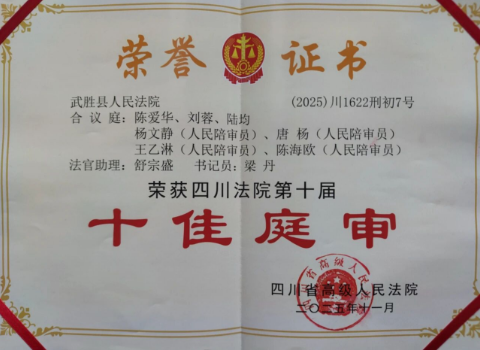 荣誉证书
武胜县人民法院 (2025)川1622刑初7号
合议庭：陈爱华、刘蓉、陆均
杨文静（人民陪审员）、唐杨（人民陪审员）
王乙淋（人民陪审员）、陈海欧（人民陪审员）
法官助理：舒宗盛 书记员：梁丹
荣获四川法院第十届
十佳庭审
四川省高级人民法院
二〇二五年十一月